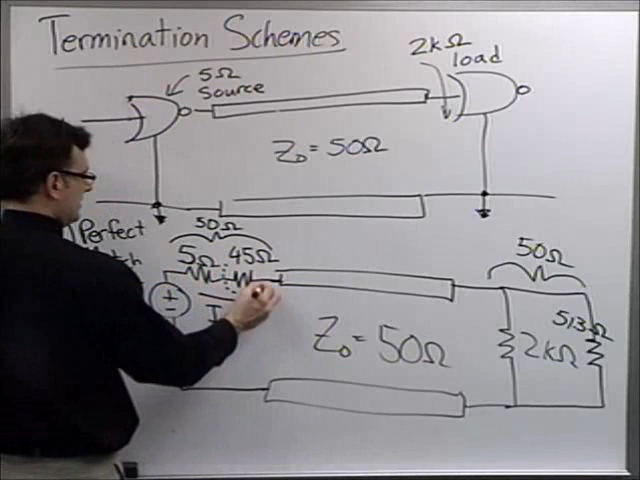 Termination Schemes
5Ω
source
2kΩ
load
Z₀ = 50Ω
50Ω
) Perfect
5Ω 45Ω
+
-
I
Z₀ = 50Ω
50Ω
2kΩ
51.3Ω